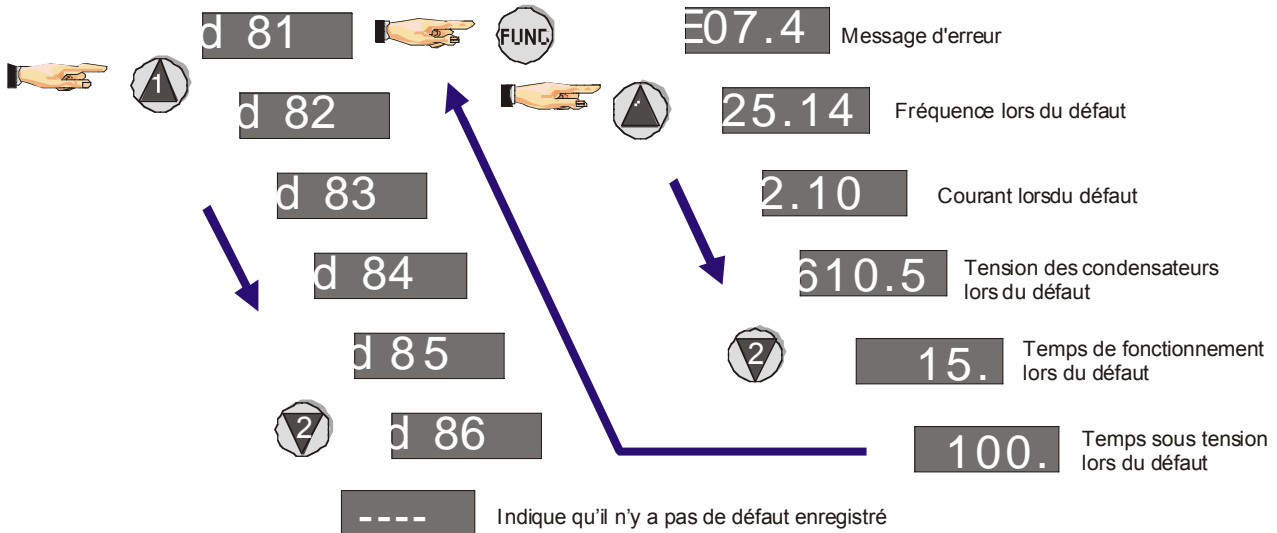 d 81
FUNC
E07.4
Message d'erreur
1
d 82
25.14
Fréquence lors du défaut
d 83
2.10
Courant lorsdu défaut
d 84
610.5
Tension des condensateurs
lors du défaut
d 85
2
15.
Temps de fonctionnement
lors du défaut
2
d 86
100.
Temps sous tension
lors du défaut
----
Indique qu'il n'y a pas de défaut enregistré